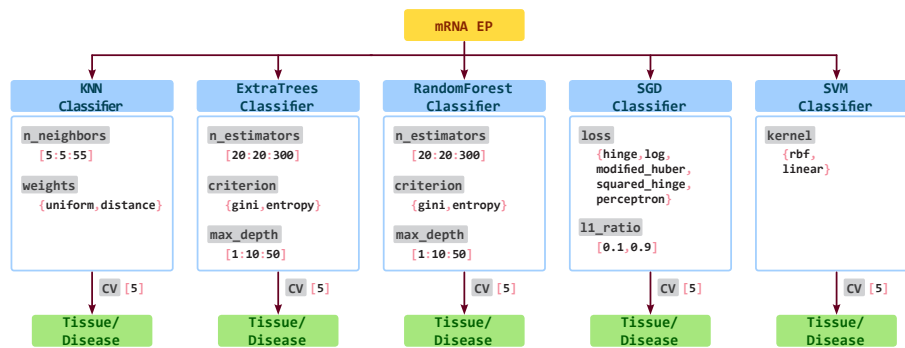 mRNA EP
KNN
Classifier
n_neighbors
[5:5:55]
weights
{uniform,distance}
CV [5]
Tissue/
Disease
ExtraTrees
Classifier
n_estimators
[20:20:300]
criterion
{gini,entropy}
max_depth
[1:10:50]
CV [5]
Tissue/
Disease
RandomForest
Classifier
n_estimators
[20:20:300]
criterion
{gini,entropy}
max_depth
[1:10:50]
CV [5]
Tissue/
Disease
SGD
Classifier
loss
{hinge,log,
modified_huber,
squared_hinge,
perceptron}
l1_ratio
[0.1,0.9]
CV [5]
Tissue/
Disease
SVM
Classifier
kernel
{rbf,
linear}
CV [5]
Tissue/
Disease